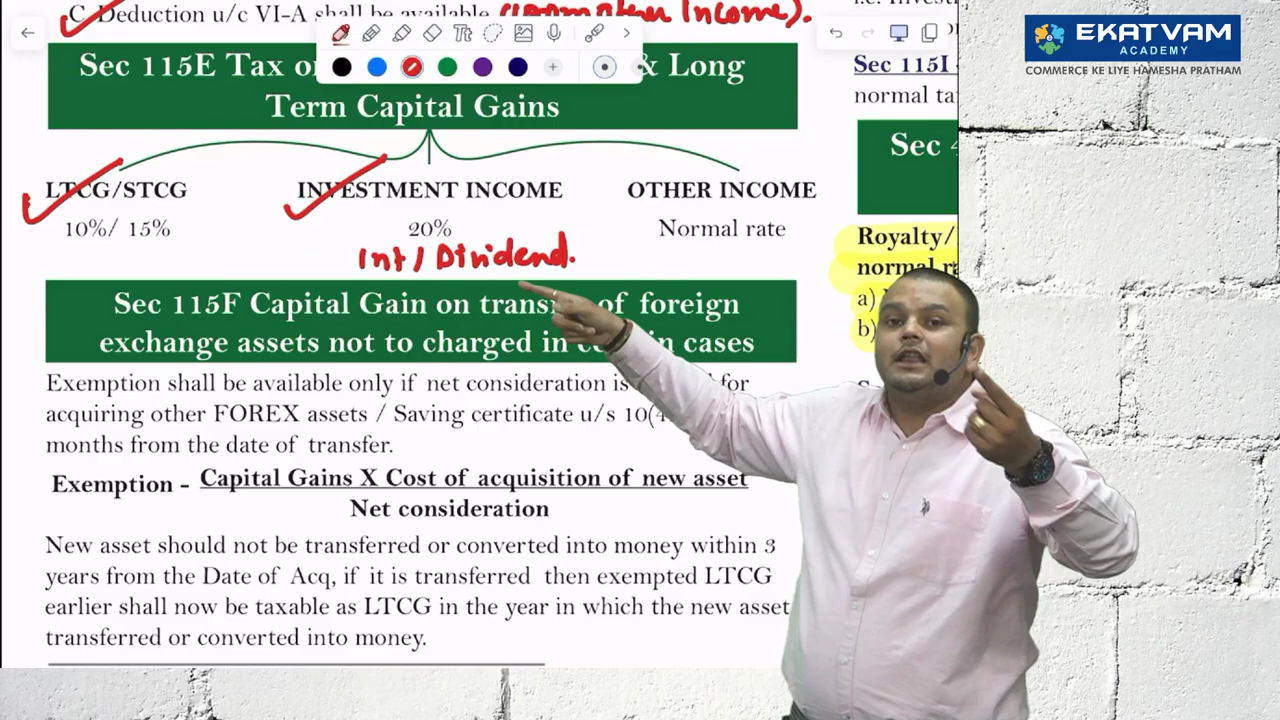 C. Deduction u/c VI-A shall be available (from other Income).
Sec 115E Tax on & Long
Term Capital Gains
LTCG/STCG
10%/ 15%
INVESTMENT INCOME
20%
Int / Dividend.
OTHER INCOME
Normal rate
Sec 115F Capital Gain on of foreign
exchange assets not to charged in cases
Exemption shall be available only if net consideration is for
acquiring other FOREX assets / Saving certificate u/s
months from the date of transfer.
Exemption - Capital Gains X Cost of acquisition of new asset
Net consideration
New asset should not be transferred or converted into money within 3
years from the Date of Acq, if it is transferred then exempted LTCG
earlier shall now be taxable as LTCG in the year in which the new asset
transferred or converted into money.
Sec 115I
normal
Sec
Royalty/
normal
a)
b)
Tt
EKATVAM
ACADEMY
COMMERCE KE LIYE HAMESHA PRATHAM